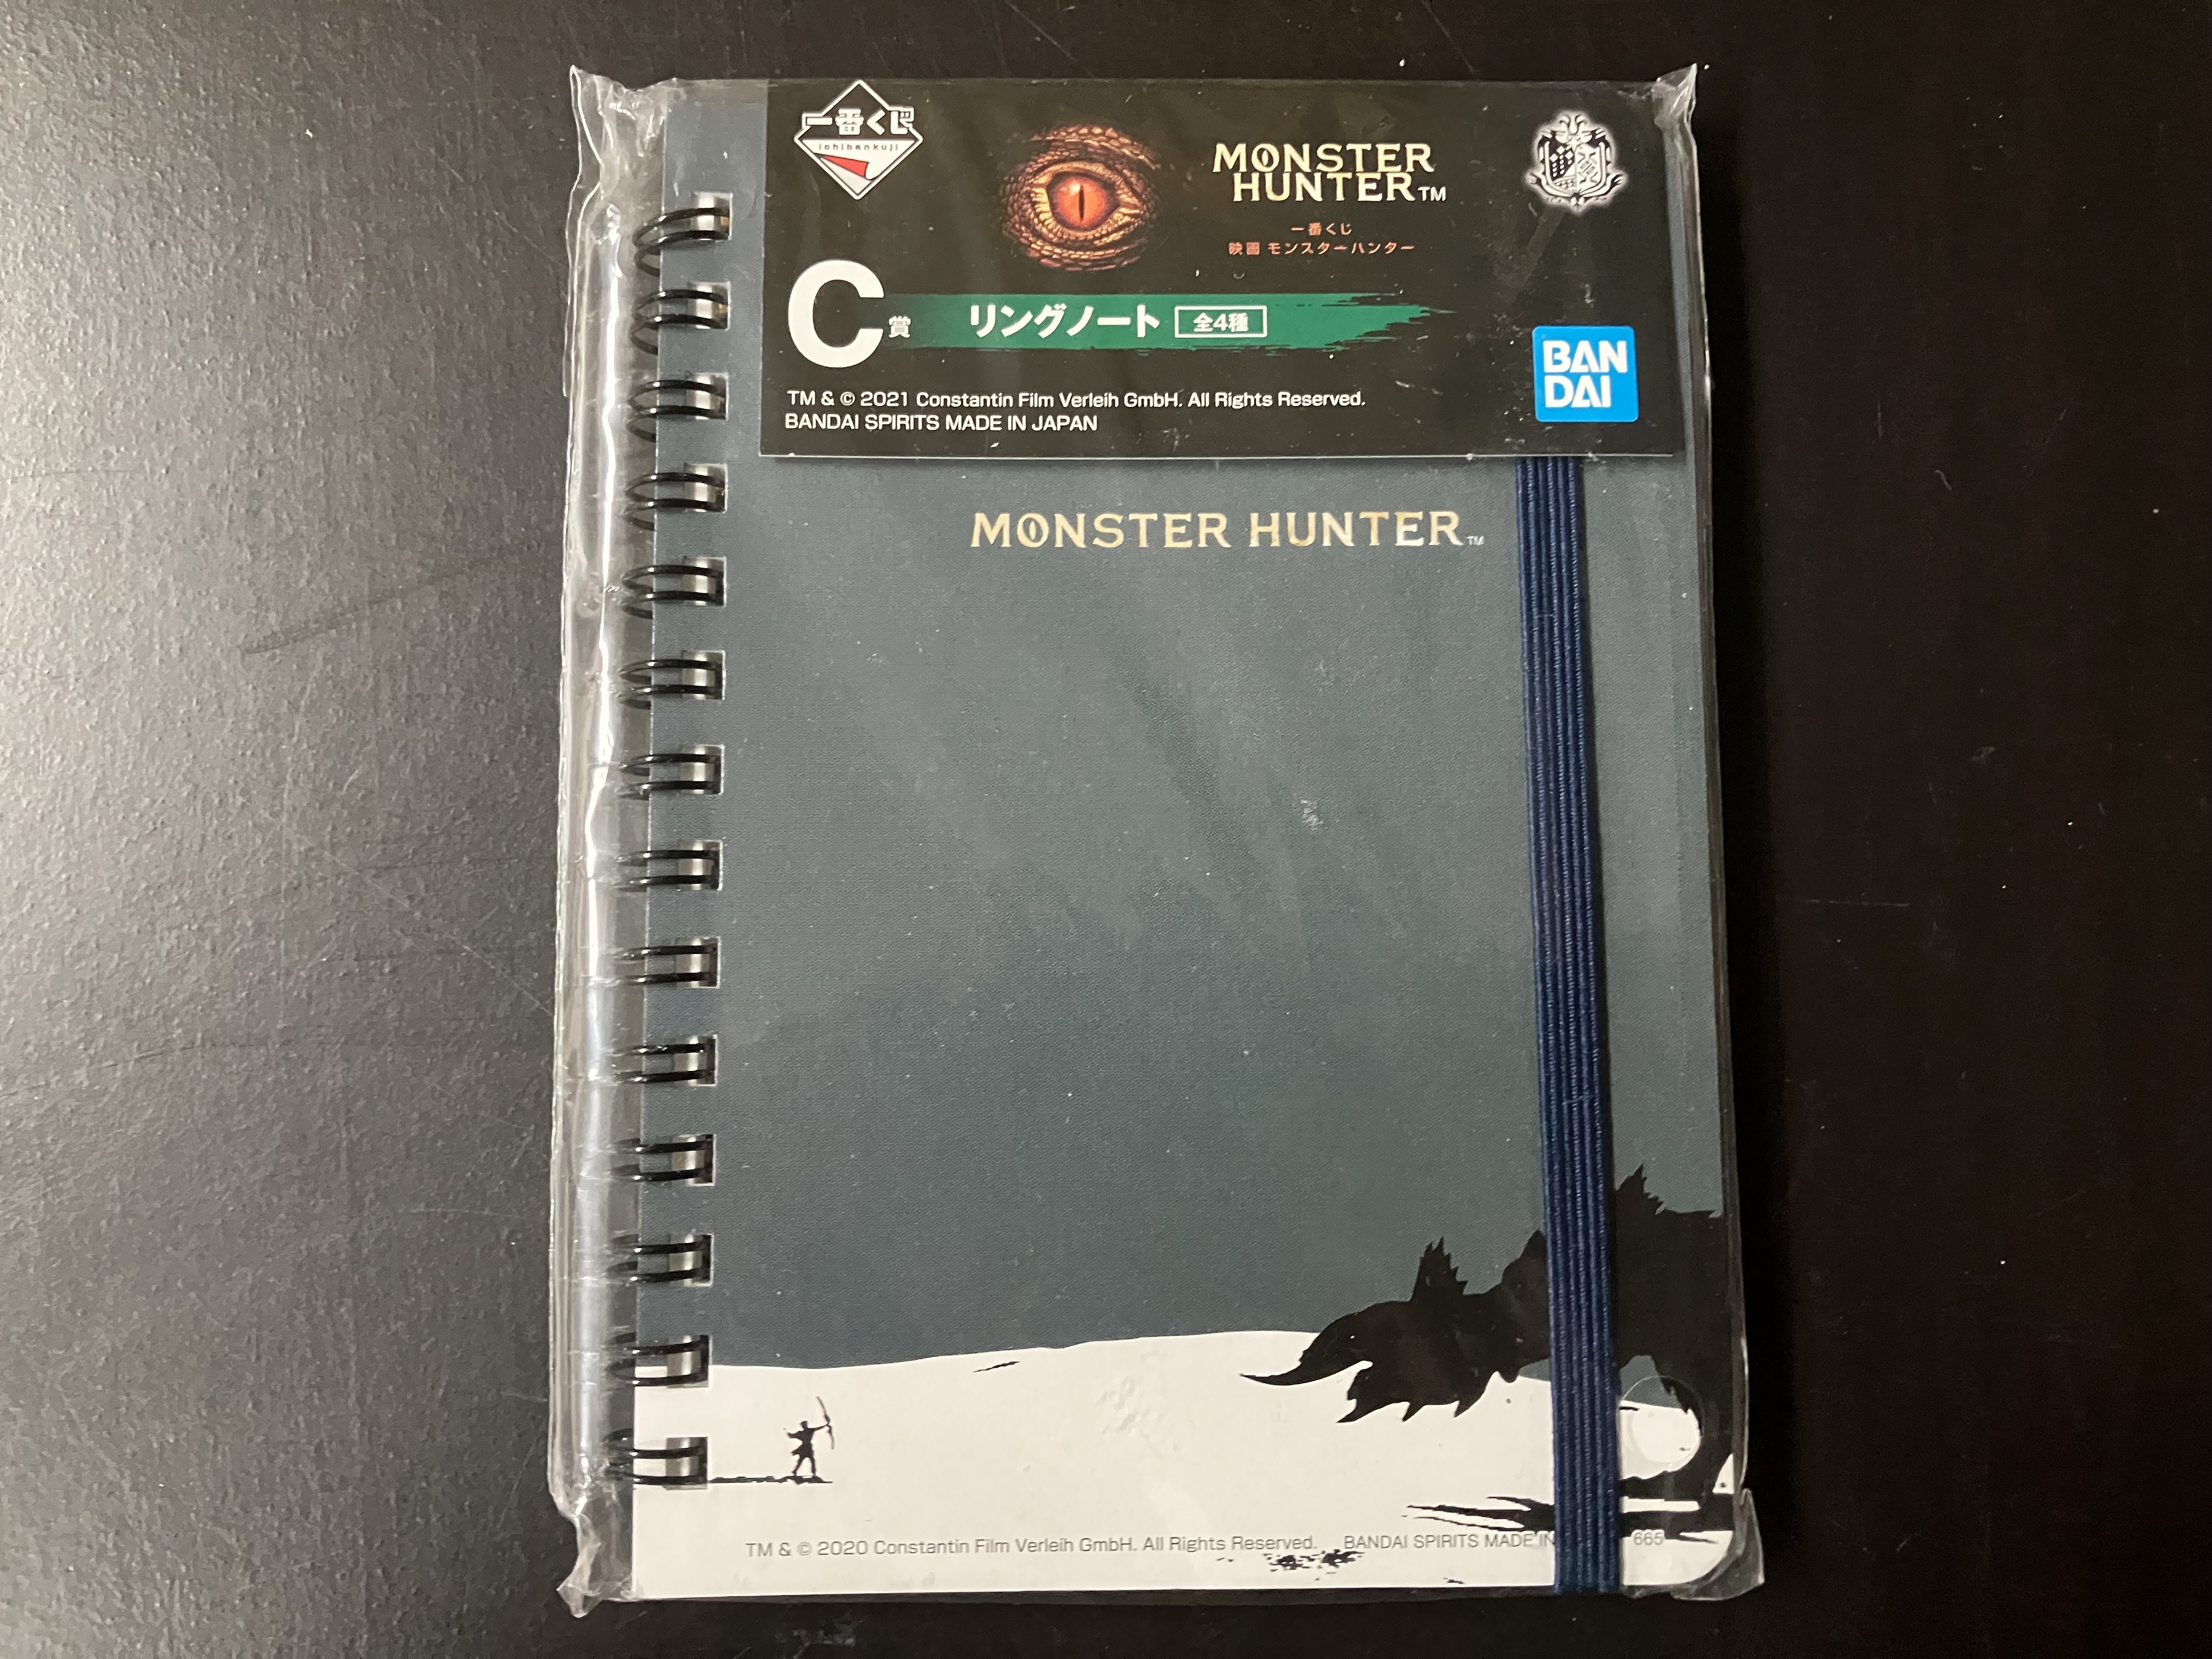 一番くじ
ichibankuji
MONSTER
HUNTER™
一番くじ
映画 モンスターハンター
C賞 リングノート 全4種
BAN
DAI
TM & © 2021 Constantin Film Verleih GmbH. All Rights Reserved.
BANDAI SPIRITS MADE IN JAPAN
MONSTER HUNTER™
TM & © 2020 Constantin Film Verleih GmbH. All Rights Reserved. BANDAI SPIRITS MADE IN 665